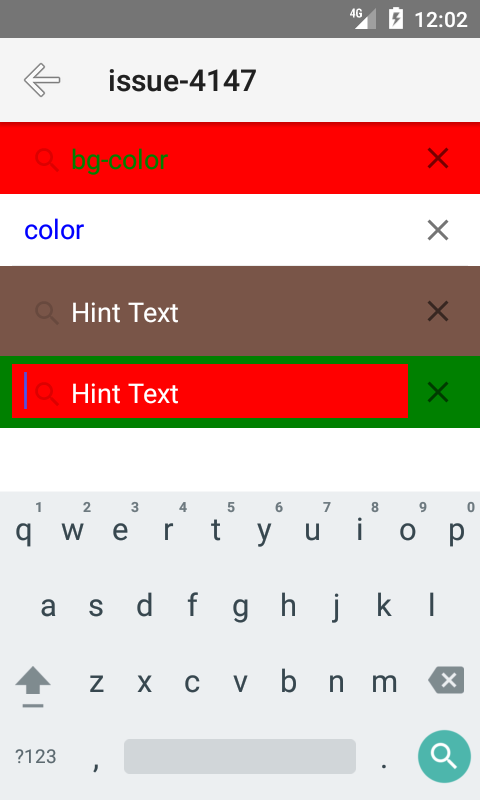 4G 12:02
issue-4147
bg-color
color
Hint Text
Hint Text
1 2 3 4 5 6 7 8 9 0
q w e r t y u i o p
a s d f g h j k l
z x c v b n m
?123 , .